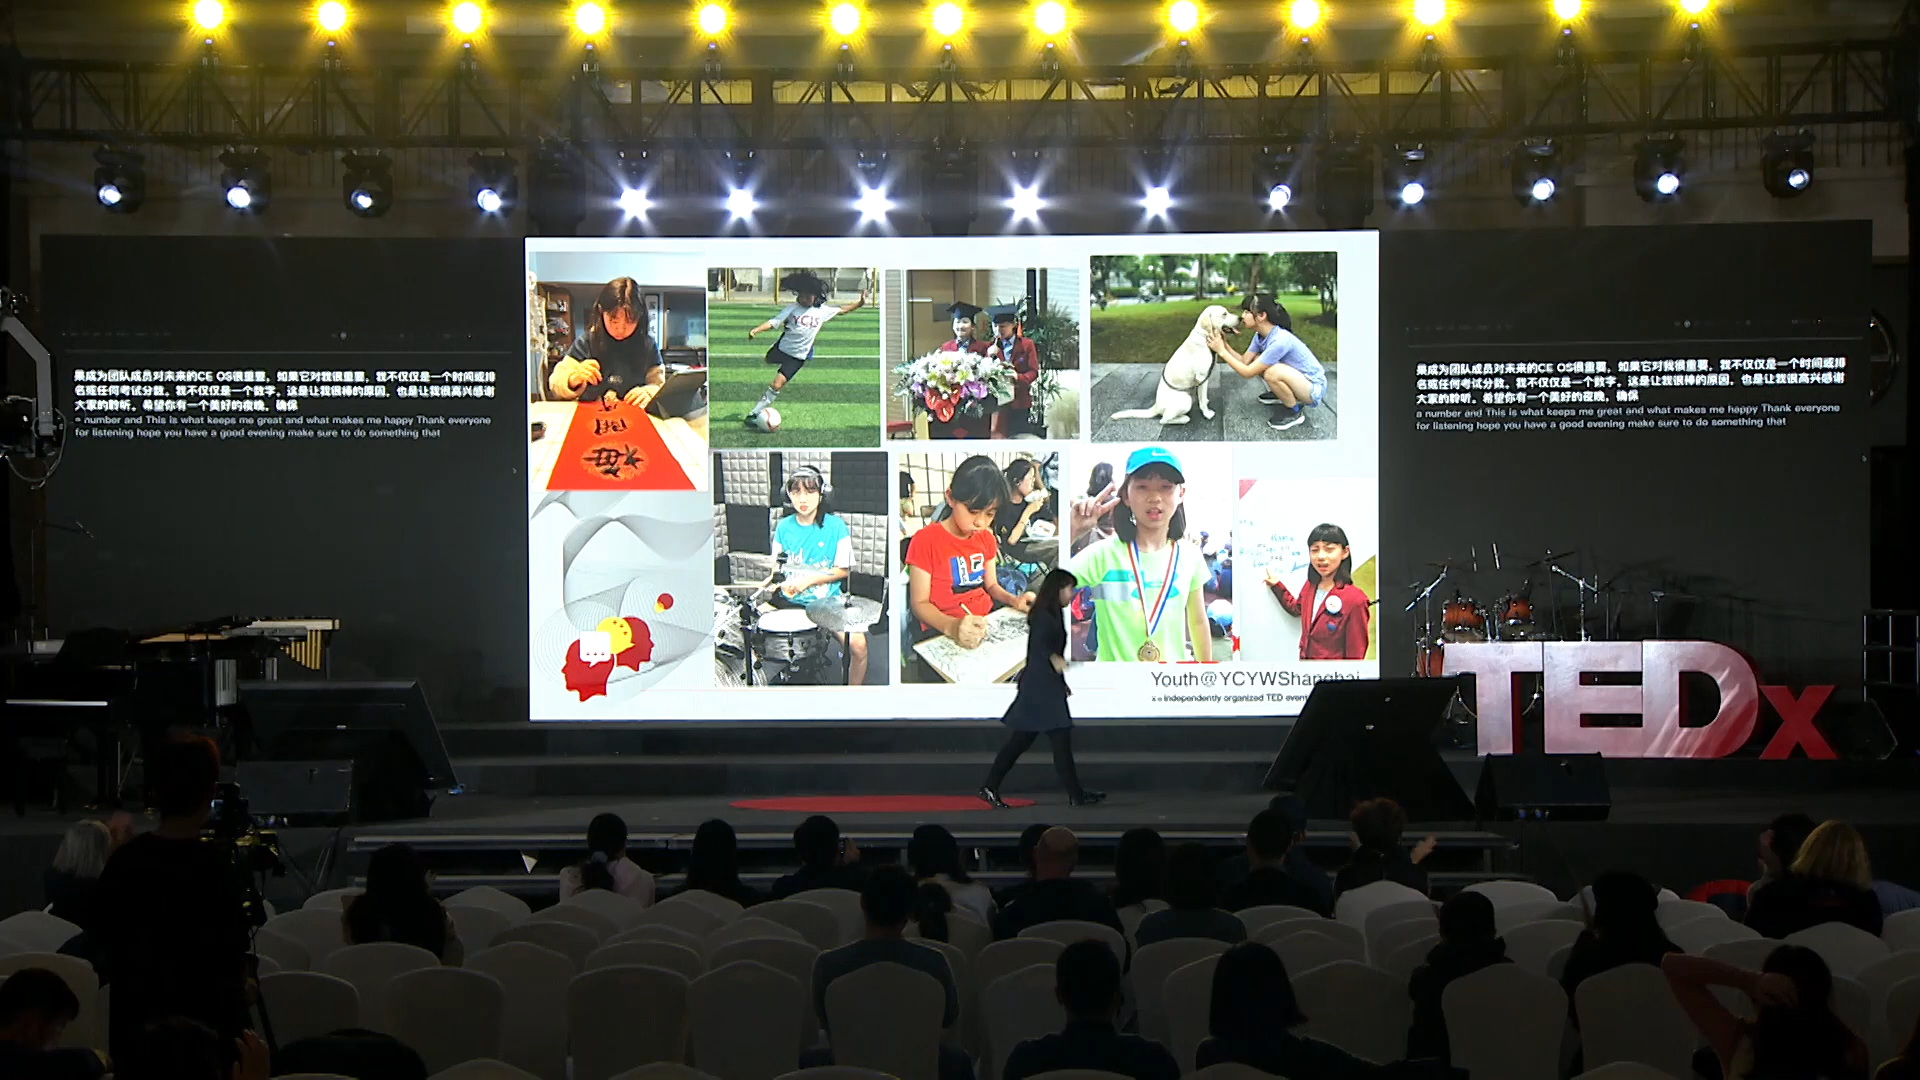 果成为团队成员对未来的CE OS很重要，如果它对我很重要，我不仅仅是一个时间或排
名或任何考试分数。我不仅仅是一个数字。这是让我很棒的原因，也是让我很高兴感谢
大家的聆听。希望你有一个美好的夜晚，确保
a number and This is what keeps me great and what makes me happy Thank everyone
for listening hope you have a good evening make sure to do something that
YCIS
Youth@YCYWShanghai
x = independently organized TED event
果成为团队成员对未来的CE OS很重要，如果它对我很重要，我不仅仅是一个时间或排
名或任何考试分数。我不仅仅是一个数字。这是让我很棒的原因，也是让我很高兴感谢
大家的聆听。希望你有一个美好的夜晚，确保
a number and This is what keeps me great and what makes me happy Thank everyone
for listening hope you have a good evening make sure to do something that
TEDx